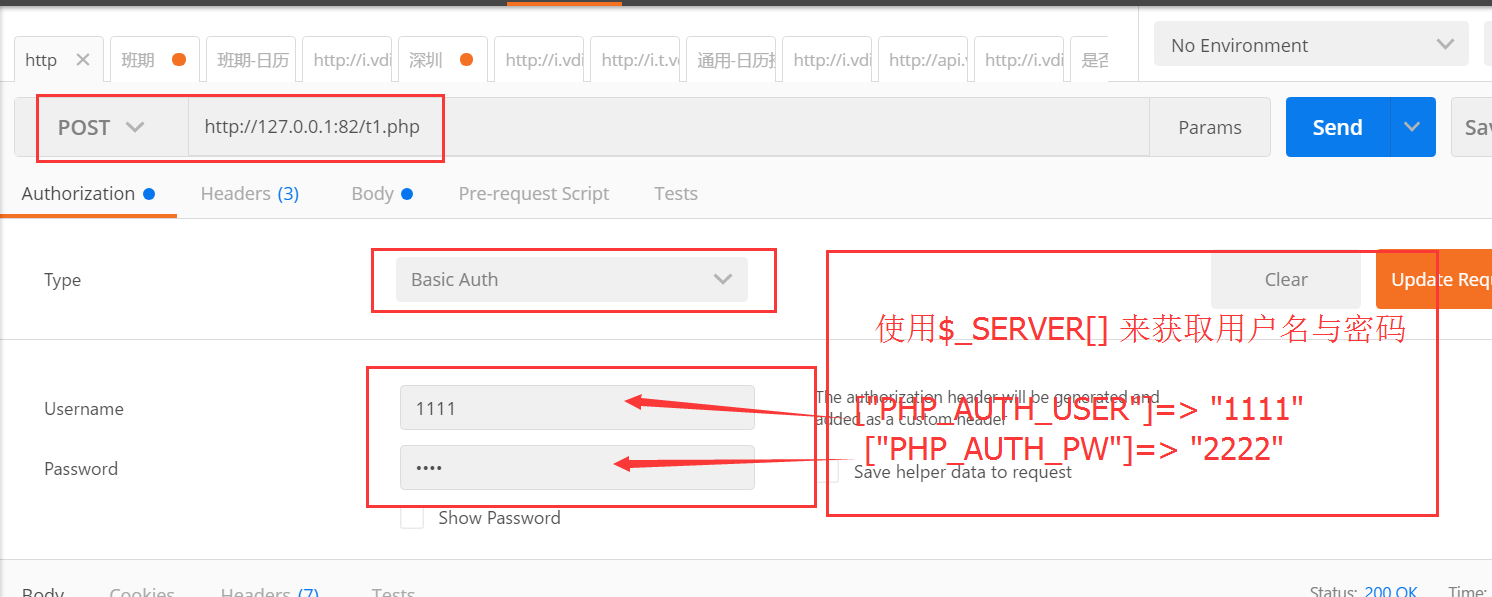 http
班期
班期-日历
http://i.vdi
深圳
http://i.vdi
http://i.t.v
通用-日历
http://i.vdi
http://api.
http://i.vdi
是否
No Environment
POST
http://127.0.0.1:82/t1.php
Params
Send
Sav
Authorization
Headers (3)
Body
Pre-request Script
Tests
Type
Basic Auth
Clear
Update Requ
使用$_SERVER[] 来获取用户名与密码
Username
1111
The authorization header will be generated and
added as a custom header
["PHP_AUTH_USER"]=> "1111"
["PHP_AUTH_PW"]=> "2222"
Password
••••
Save helper data to request
Show Password
Body
Cookies
Headers (7)
Tests
Status: 200 OK
Time: